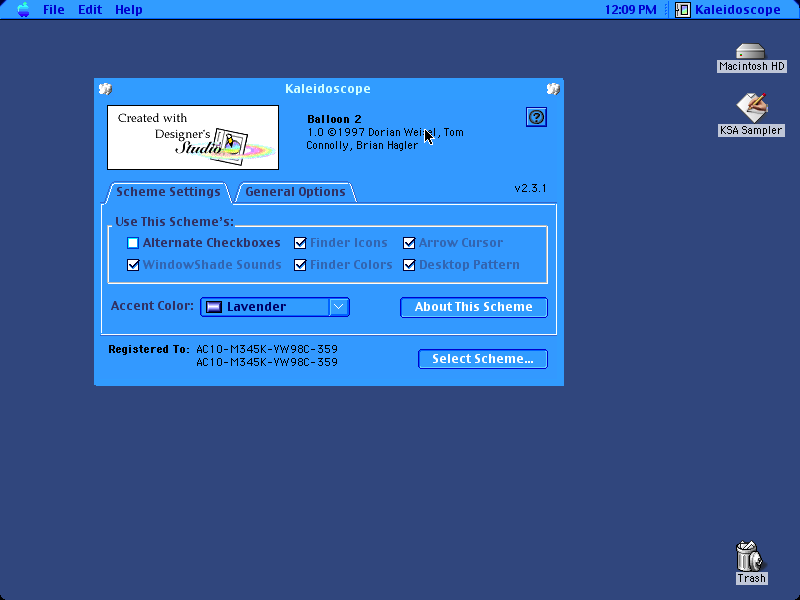 File Edit Help
12:09 PM Kaleidoscope
Macintosh HD
KSA Sampler
Kaleidoscope
Created with
Designer's
Studio
Balloon 2
1.0 ©1997 Dorian , Tom
Connolly, Brian Hagler
?
Scheme Settings
General Options
v2.3.1
Use This Scheme's:
Alternate Checkboxes Finder Icons Arrow Cursor
WindowShade Sounds Finder Colors Desktop Pattern
Accent Color: Lavender
About This Scheme
Registered To: AC10-M345K-VW98C-359
AC10-M345K-VW98C-359
Select Scheme...
Trash